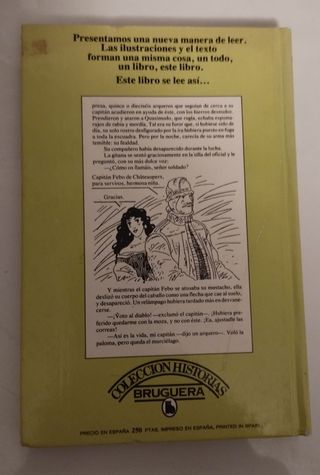 Presentamos una nueva manera de leer.
Las ilustraciones y el texto
forman una misma cosa, un todo,
un libro, este libro.
Este libro se lee así...
presa, quince o dieciséis arqueros que seguían de cerca a su
capitán acudieron en ayuda de éste, con los hierros desnudos.
Prendieron y ataron a Quasimodo, que rugía, echaba espuma-
rajos de rabia y mordía. Tal era su furor que, si hubiese sido de
día, su solo rostro desfigurado por la ira hubiera puesto en fuga
a toda la escuadra. Pero por la noche, carecía de su arma más
temible: su fealdad.
Su compañero había desaparecido durante la lucha.
La gitana se sentó graciosamente en la silla del oficial y le
preguntó, con su más dulce voz:
—¿Cómo os llamáis, señor soldado?
Capitán Febo de Châteaupers,
para serviros, hermosa niña.
Gracias.
Y mientras el capitán Febo se atusaba su mostacho, ella
deslizó su cuerpo del caballo como una flecha que cae al suelo,
y desapareció. Un relámpago hubiera tardado más en desvane-
cerse.
—¡Voto al diablo! —exclamó el capitán—. ¡Hubiera pre-
ferido quedarme con la moza, y no con éste. ¡Ea, ajustadle las
correas!
—Así es la vida, mi capitán —dijo un arquero—. Voló la
paloma, pero queda el murciélago.
COLECCION HISTORIAS
BRUGUERA
PRECIO EN ESPAÑA 250 PTAS. IMPRESO EN ESPAÑA, PRINTED IN SPAIN